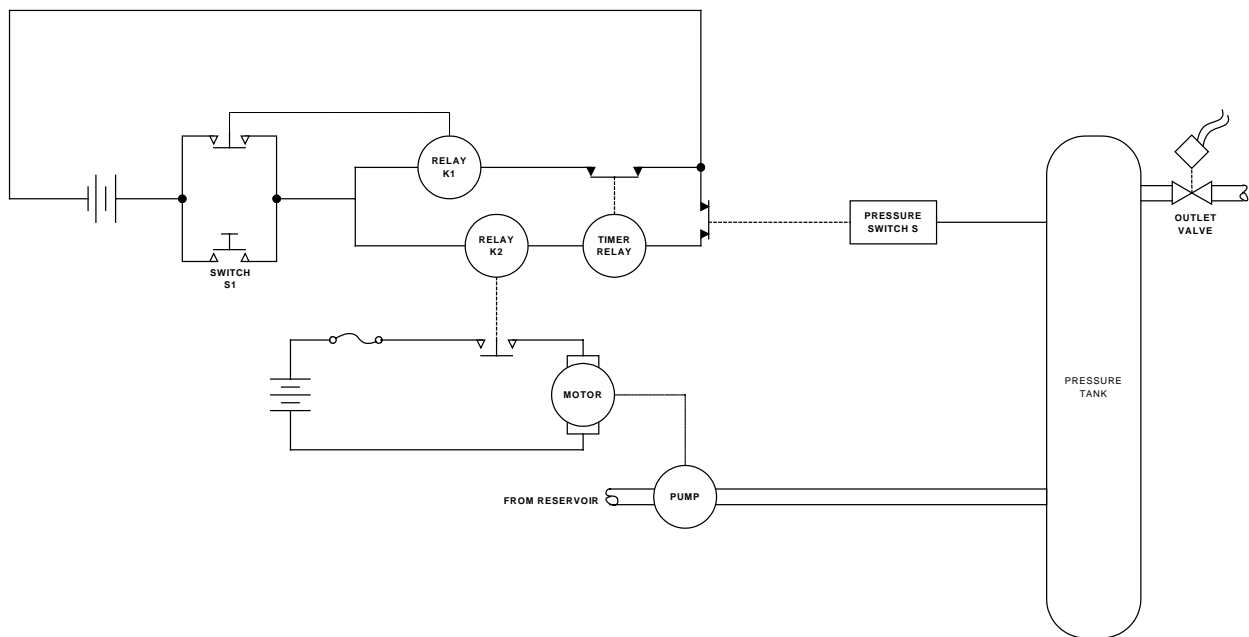 RELAY
K1
PRESSURE
SWITCH S
OUTLET
VALVE
RELAY
K2
TIMER
RELAY
SWITCH
S1
MOTOR
PRESSURE
TANK
FROM RESERVOIR
PUMP